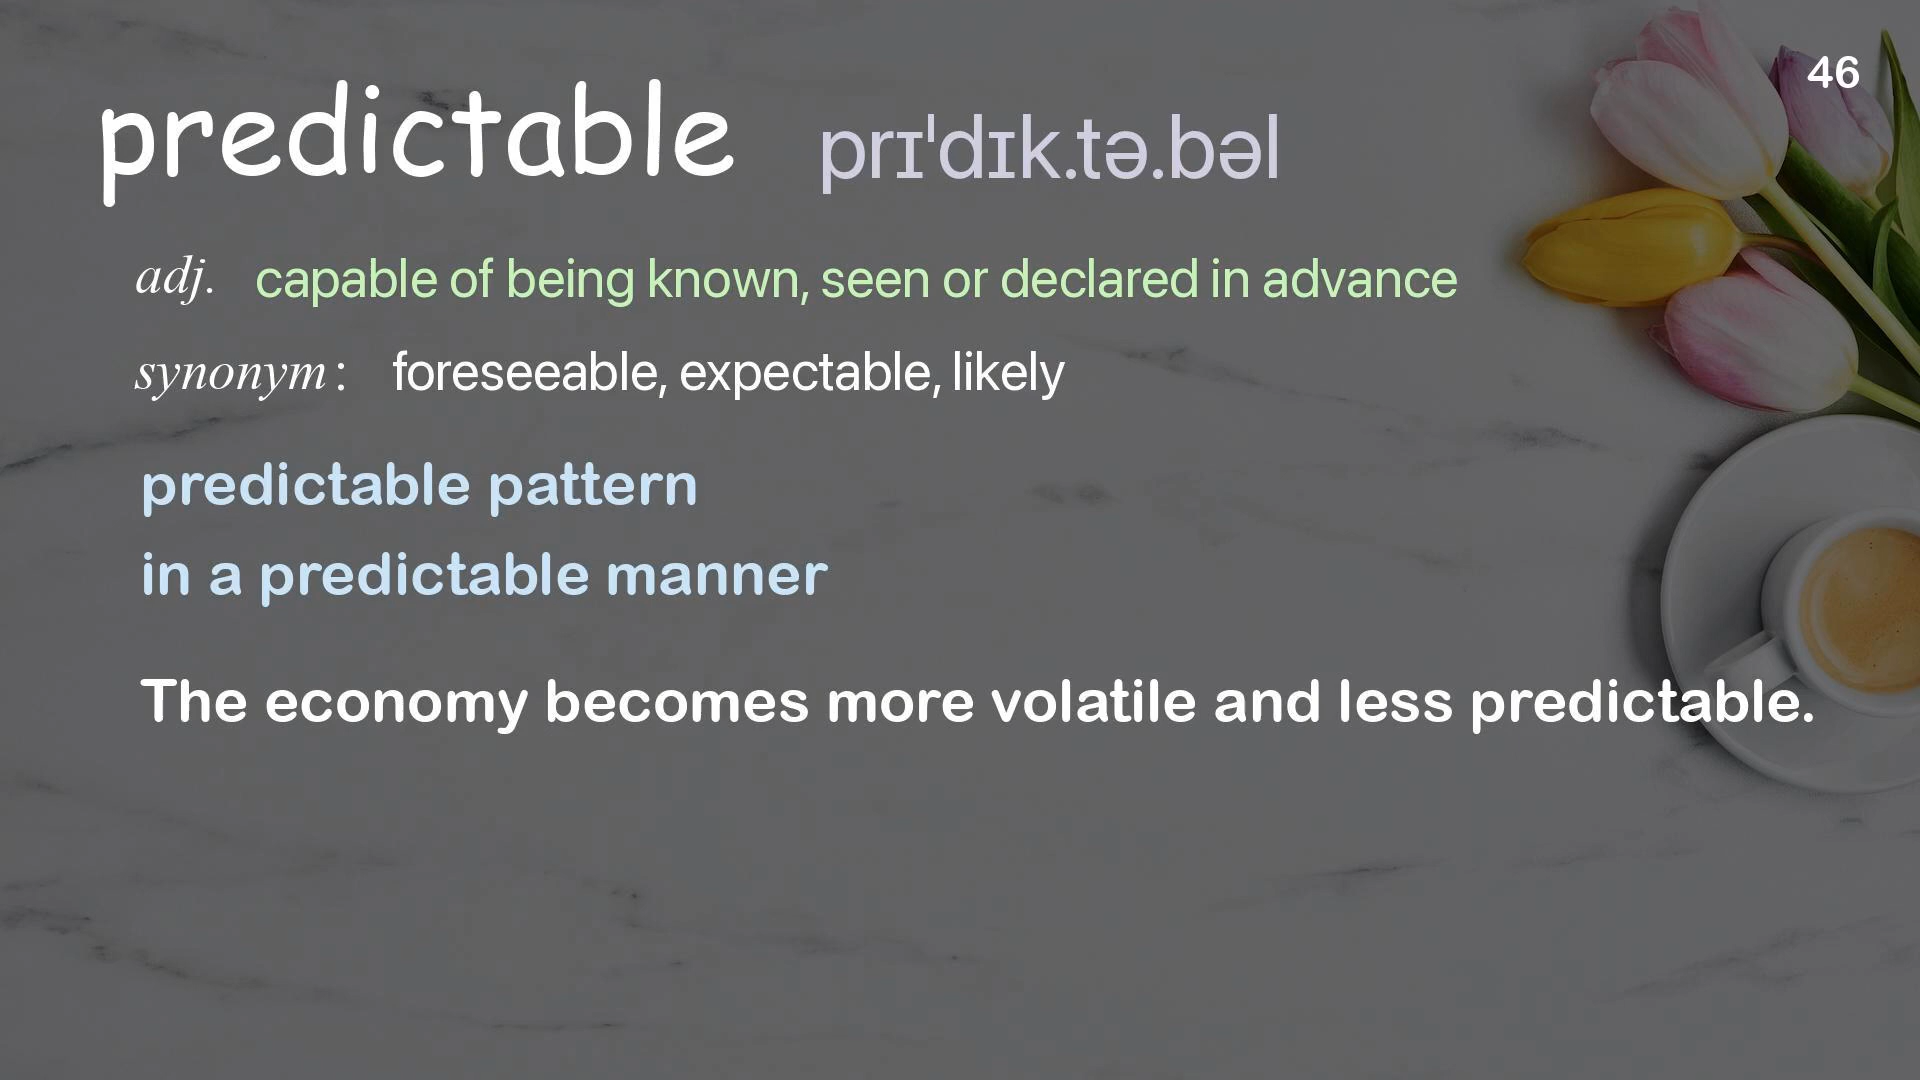 46
predictable prɪˈdɪk.tə.bəl
adj. capable of being known, seen or declared in advance
synonym: foreseeable, expectable, likely
predictable pattern
in a predictable manner
The economy becomes more volatile and less predictable.